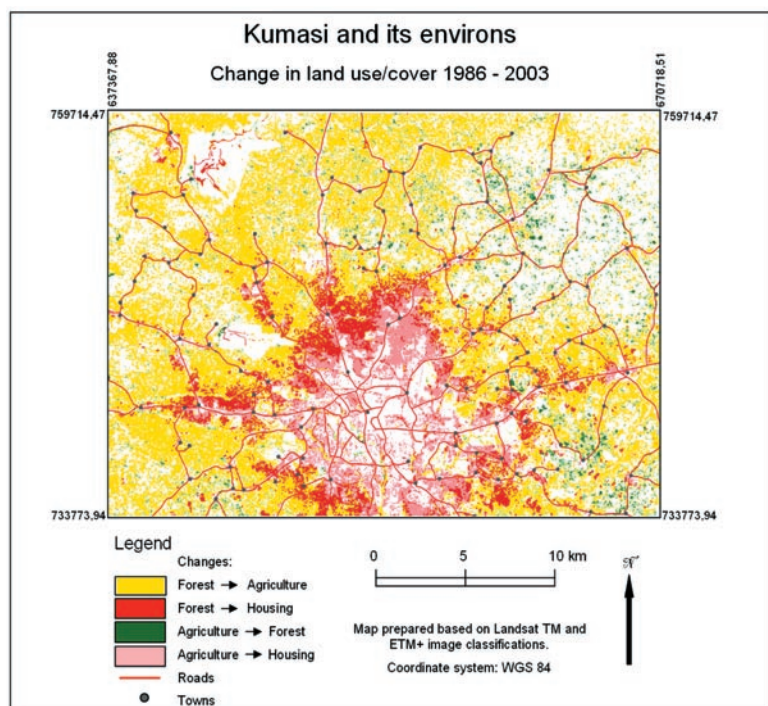 Kumasi and its environs
Change in land use/cover 1986 - 2003
637367,88
670718,51
759714,47
759714,47
733773,94
733773,94
Legend
Changes:
Forest → Agriculture
Forest → Housing
Agriculture → Forest
Agriculture → Housing
Roads
Towns
0 5 10 km
Map prepared based on Landsat TM and
ETM+ image classifications.
Coordinate system: WGS 84
N